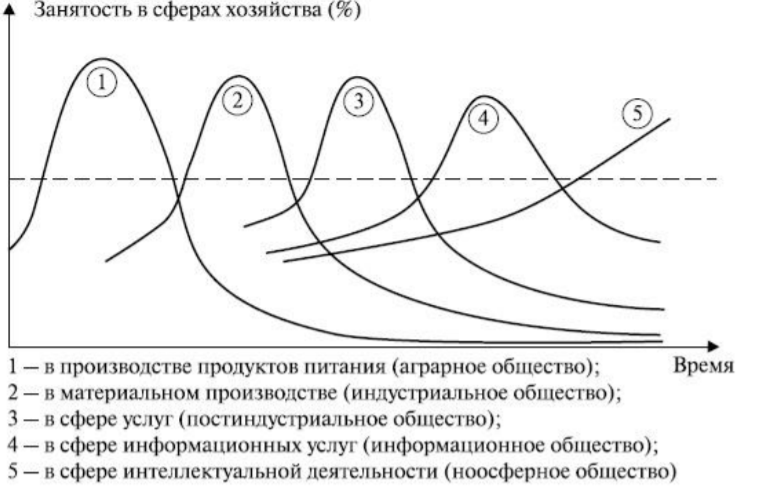 Занятость в сферах хозяйства (%)
1
2
3
4
5
Время
1 — в производстве продуктов питания (аграрное общество);
2 — в материальном производстве (индустриальное общество);
3 — в сфере услуг (постиндустриальное общество);
4 — в сфере информационных услуг (информационное общество);
5 — в сфере интеллектуальной деятельности (ноосферное общество)